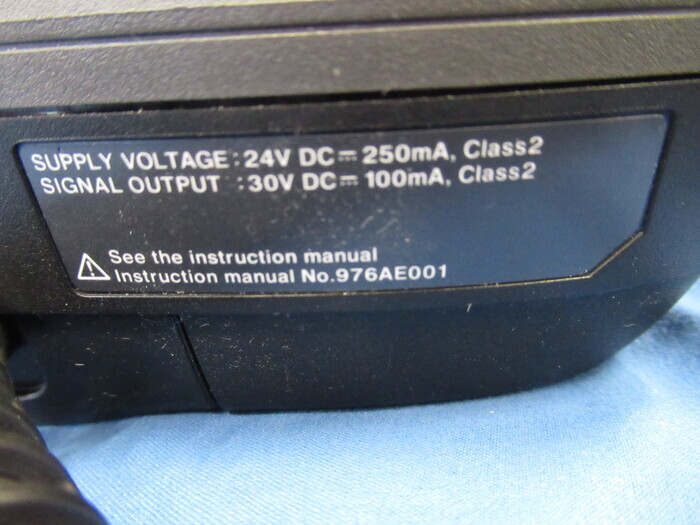 SUPPLY VOLTAGE : 24V DC⎓ 250mA, Class2
SIGNAL OUTPUT : 30V DC⎓ 100mA, Class2
See the instruction manual
Instruction manual No.976AE001